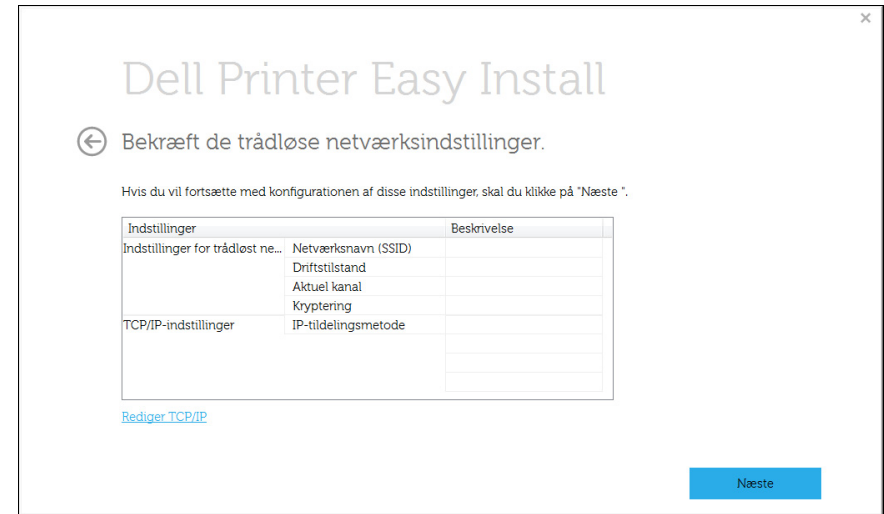 Dell Printer Easy Install
Bekræft de trådløse netværksindstillinger.
Hvis du vil fortsætte med konfigurationen af disse indstillinger, skal du klikke på "Næste ".
Indstillinger Beskrivelse
Indstillinger for trådløst ne... Netværksnavn (SSID)
Driftstilstand
Aktuel kanal
Kryptering
TCP/IP-indstillinger IP-tildelingsmetode
Rediger TCP/IP
Næste